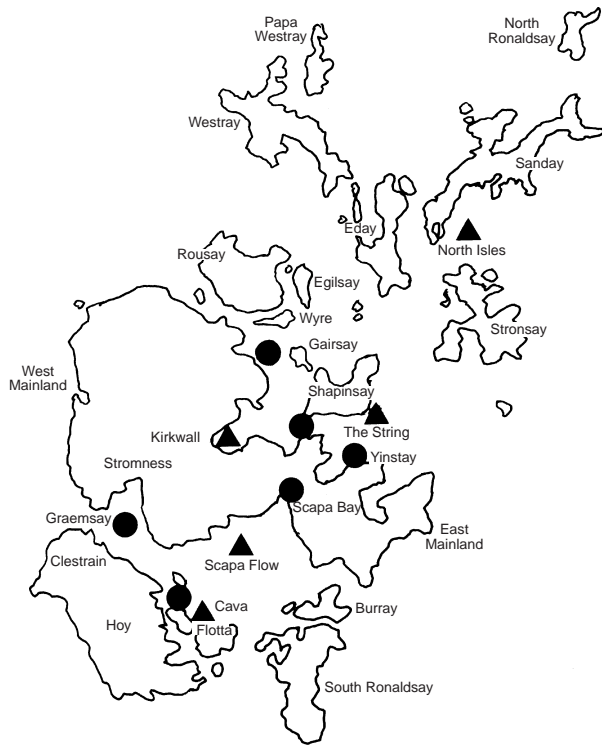 Papa
Westray
North
Ronaldsay
Westray
Sanday
Eday
North Isles
Rousay
Egilsay
Wyre
Stronsay
Gairsay
West
Mainland
Shapinsay
Kirkwall
The String
Stromness
Yinstay
Scapa Bay
Graemsay
East
Mainland
Clestrain
Scapa Flow
Cava
Burray
Hoy
Flotta
South Ronaldsay